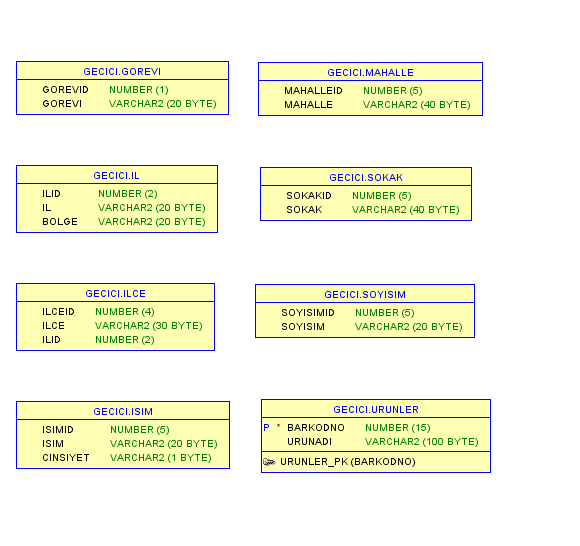 GECICI.GOREVI
GOREVID NUMBER (1)
GOREVI VARCHAR2 (20 BYTE)
GECICI.MAHALLE
MAHALLEID NUMBER (5)
MAHALLE VARCHAR2 (40 BYTE)
GECICI.IL
ILID NUMBER (2)
IL VARCHAR2 (20 BYTE)
BOLGE VARCHAR2 (20 BYTE)
GECICI.SOKAK
SOKAKID NUMBER (5)
SOKAK VARCHAR2 (40 BYTE)
GECICI.ILCE
ILCEID NUMBER (4)
ILCE VARCHAR2 (30 BYTE)
ILID NUMBER (2)
GECICI.SOYISIM
SOYISIMID NUMBER (5)
SOYISIM VARCHAR2 (20 BYTE)
GECICI.ISIM
ISIMID NUMBER (5)
ISIM VARCHAR2 (20 BYTE)
CINSIYET VARCHAR2 (1 BYTE)
GECICI.URUNLER
P * BARKODNO NUMBER (15)
URUNADI VARCHAR2 (100 BYTE)
URUNLER_PK (BARKODNO)